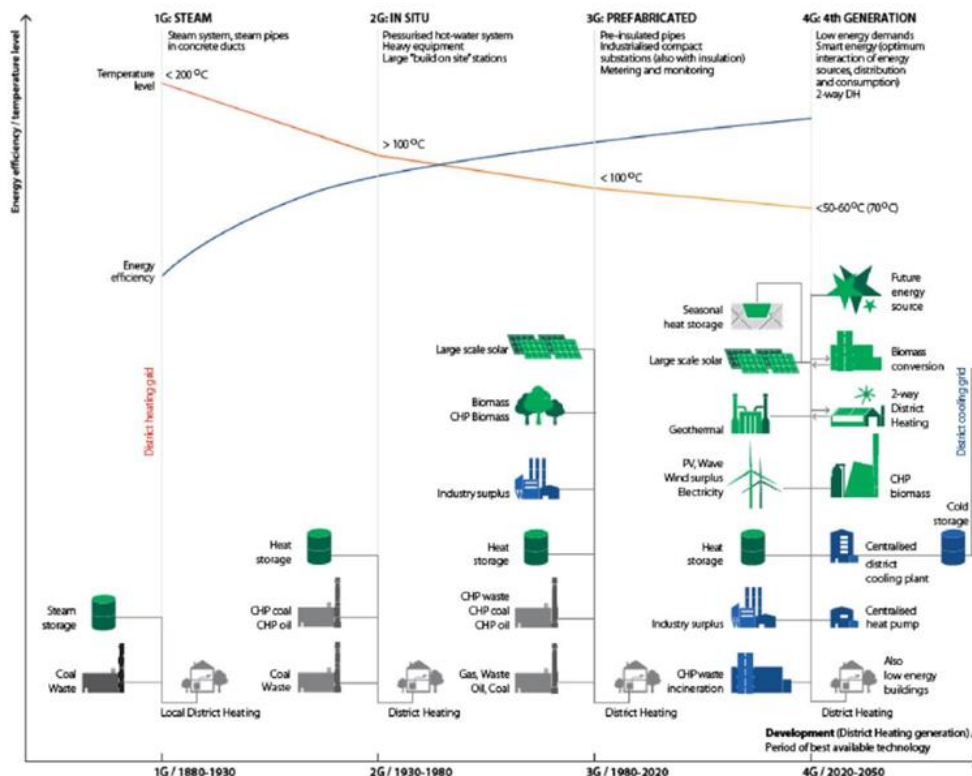 1G: STEAM
Steam system, steam pipes
in concrete ducts
2G: IN SITU
Pressurised hot-water system
Heavy equipment
Large "build on site" stations
3G: PREFABRICATED
Pre-insulated pipes
Industrialised compact
substations (also with insulation)
Metering and monitoring
4G: 4th GENERATION
Low energy demands
Smart energy (optimum
interaction of energy
sources, distribution
and consumption)
2-way DH
Energy efficiency / temperature level
Temperature
level
< 200 °C
> 100 °C
< 100 °C
<50-60 °C (70°C)
Energy
efficiency
District heating grid
Steam
storage
Coal
Waste
Local District Heating
Heat
storage
CHP coal
CHP oil
Coal
Waste
District Heating
Large scale solar
Biomass
CHP Biomass
Industry surplus
Heat
storage
CHP waste
CHP coal
CHP oil
Gas, Waste
Oil, Coal
District Heating
Seasonal
heat storage
Large scale solar
Geothermal
PV, Wave
Wind surplus
Electricity
Heat
storage
Industry surplus
CHP waste
incineration
Future
energy
source
Biomass
conversion
2-way
District
Heating
CHP
biomass
Centralised
district
cooling plant
Centralised
heat pump
Also
low energy
buildings
District Heating
District cooling grid
Cold
storage
Development (District Heating generation) /
Period of best available technology
1G / 1880-1930
2G / 1930-1980
3G / 1980-2020
4G / 2020-2050